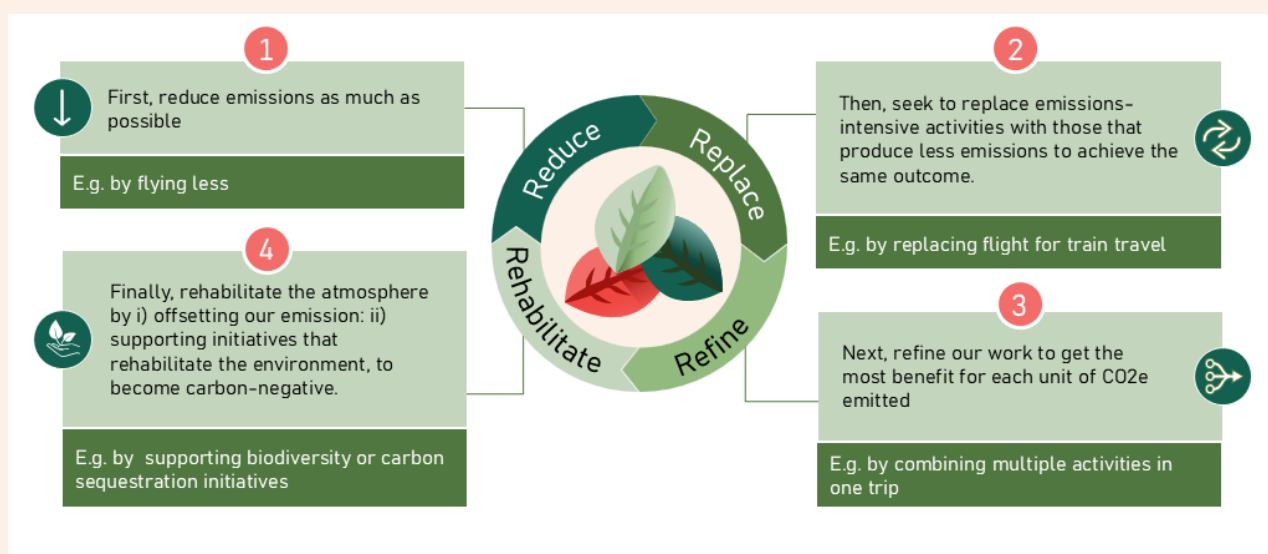 1
First, reduce emissions as much as
possible
E.g. by flying less
2
Then, seek to replace emissions-
intensive activities with those that
produce less emissions to achieve the
same outcome.
E.g. by replacing flight for train travel
3
Next, refine our work to get the
most benefit for each unit of CO2e
emitted
E.g. by combining multiple activities in
one trip
4
Finally, rehabilitate the atmosphere
by i) offsetting our emission: ii)
supporting initiatives that
rehabilitate the environment, to
become carbon-negative.
E.g. by  supporting biodiversity or carbon
sequestration initiatives
Reduce
Replace
Refine
Rehabilitate